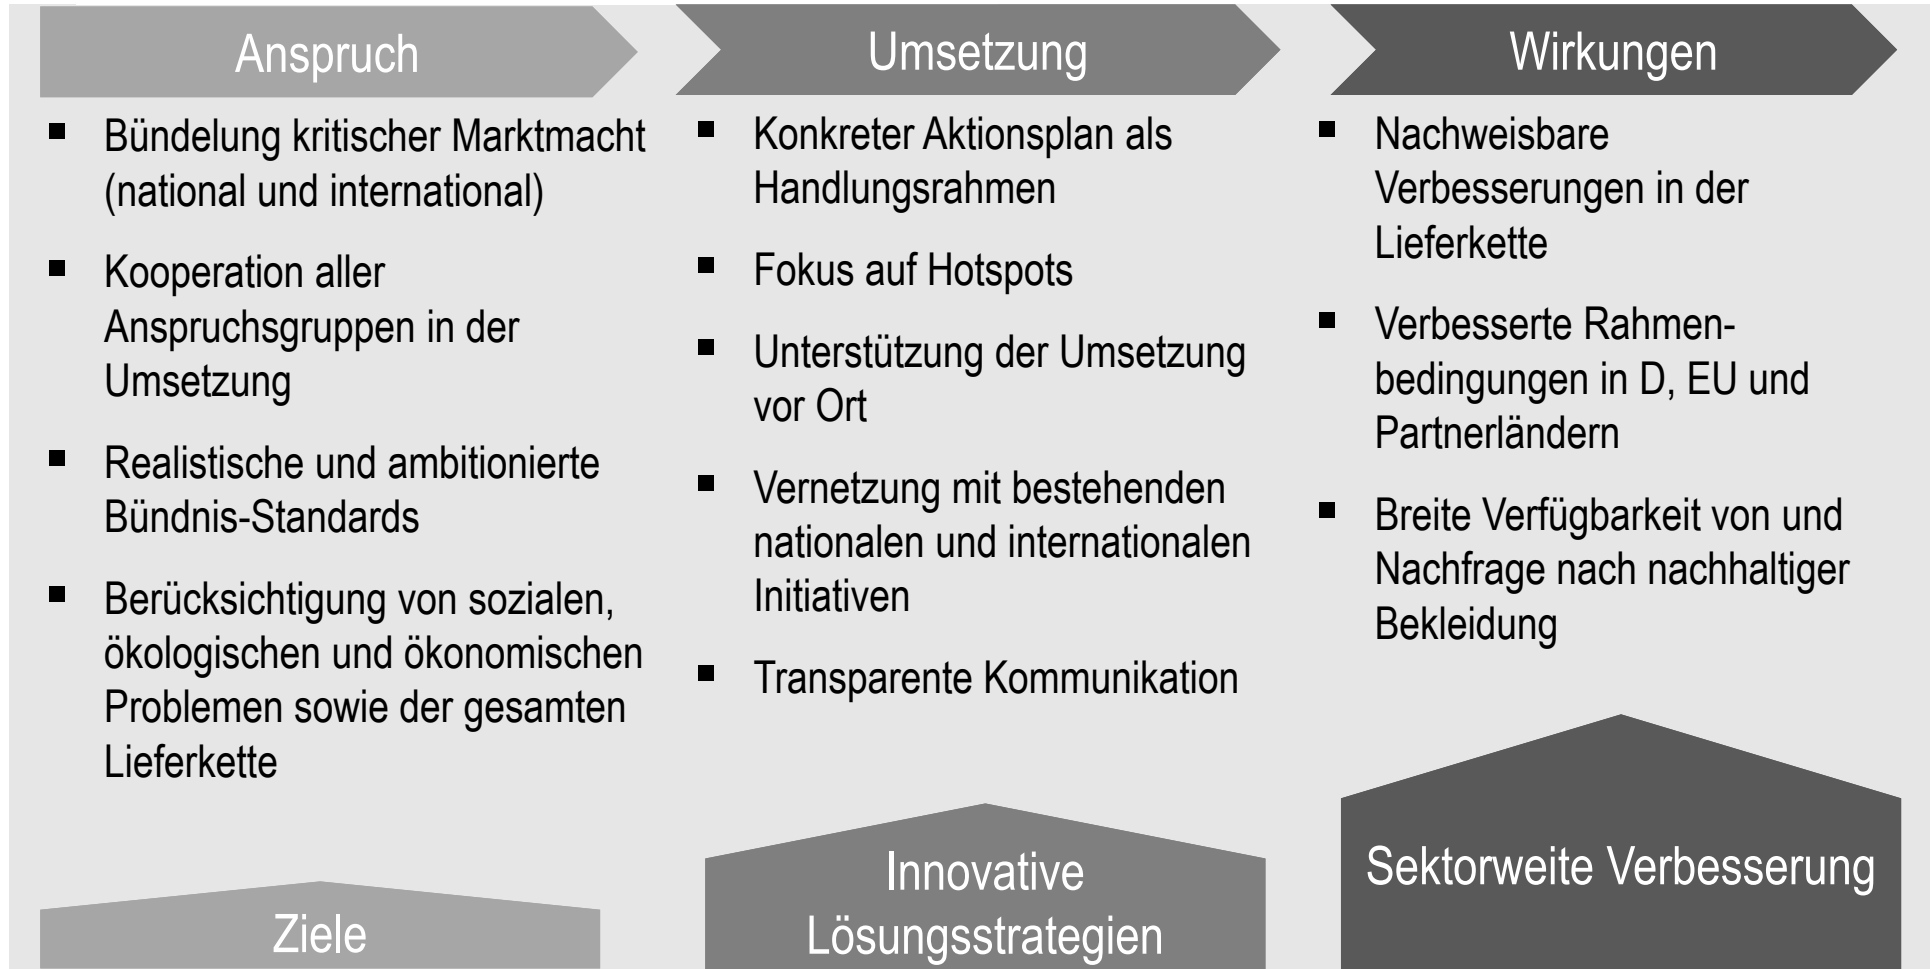 Anspruch
Bündelung kritischer Marktmacht
(national und international)
Kooperation aller
Anspruchsgruppen in der
Umsetzung
Realistische und ambitionierte
Bündnis-Standards
Berücksichtigung von sozialen,
ökologischen und ökonomischen
Problemen sowie der gesamten
Lieferkette
Ziele
Umsetzung
Konkreter Aktionsplan als
Handlungsrahmen
Fokus auf Hotspots
Unterstützung der Umsetzung
vor Ort
Vernetzung mit bestehenden
nationalen und internationalen
Initiativen
Transparente Kommunikation
Innovative
Lösungsstrategien
Wirkungen
Nachweisbare
Verbesserungen in der
Lieferkette
Verbesserte Rahmen-
bedingungen in D, EU und
Partnerländern
Breite Verfügbarkeit von und
Nachfrage nach nachhaltiger
Bekleidung
Sektorweite Verbesserung